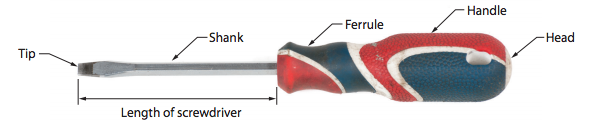 Handle
Ferrule
Shank
Head
Tip
Length of screwdriver